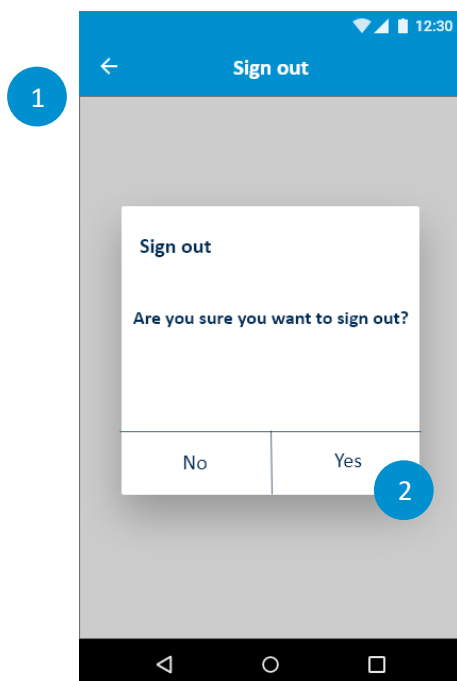 12:30
Sign out
1
Sign out
Are you sure you want to sign out?
No Yes
2